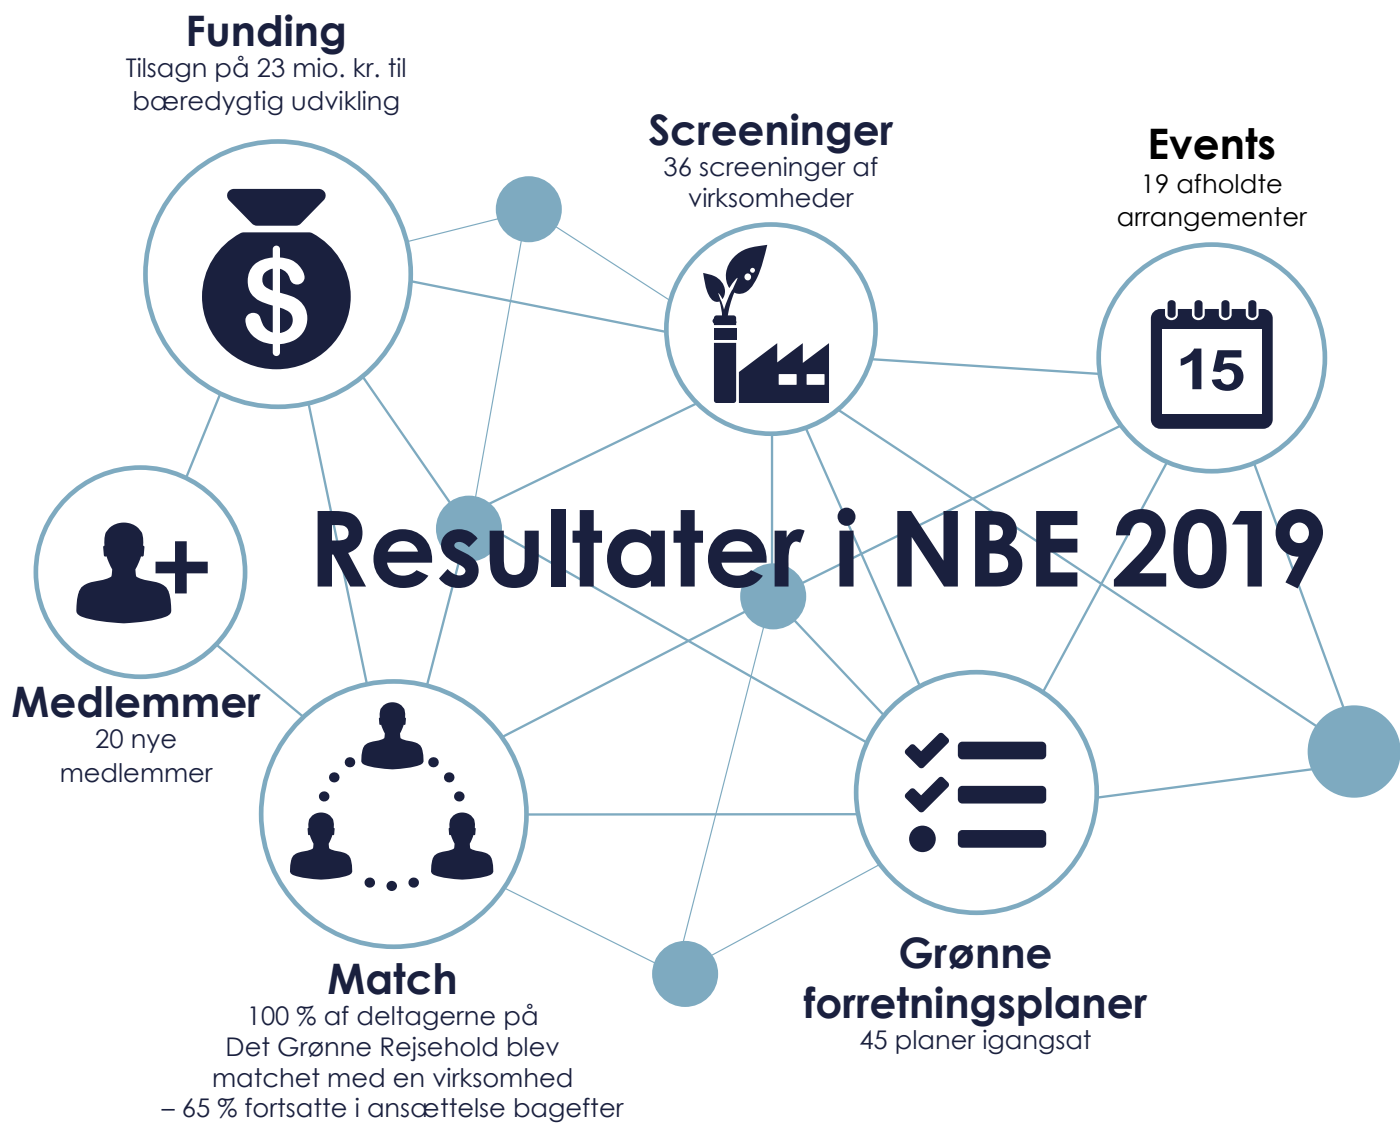 Funding
Tilsagn på 23 mio. kr. til
bæredygtig udvikling
Screeninger
36 screeninger af
virksomheder
Events
19 afholdte
arrangementer
$
15
Resultater i NBE 2019
Medlemmer
20 nye
medlemmer
Match
100 % af deltagerne på
Det Grønne Rejsehold blev
matchet med en virksomhed
– 65 % fortsatte i ansættelse bagefter
Grønne
forretningsplaner
45 planer igangsat